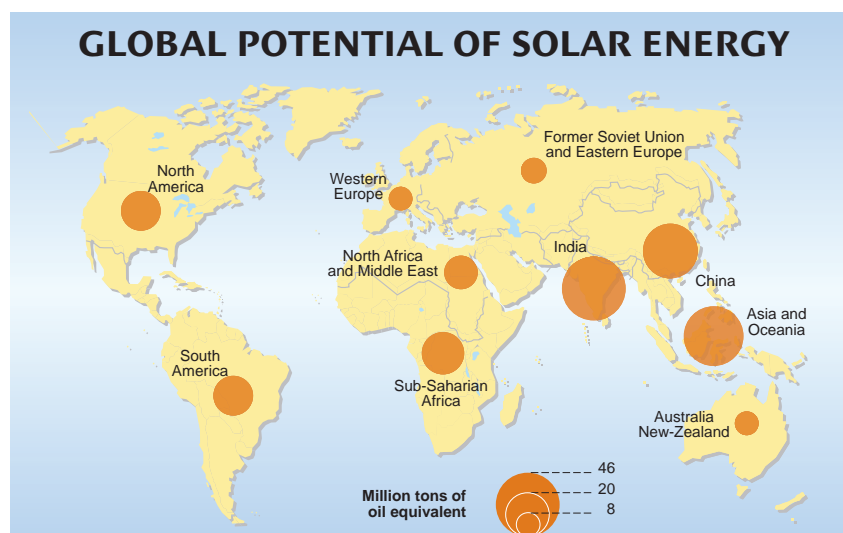 GLOBAL POTENTIAL OF SOLAR ENERGY
Former Soviet Union
and Eastern Europe
North
America
Western
Europe
North Africa
and Middle East
India
China
Asia and
Oceania
South
America
Sub-Saharian
Africa
Australia
New-Zealand
Million tons of
oil equivalent
46
20
8